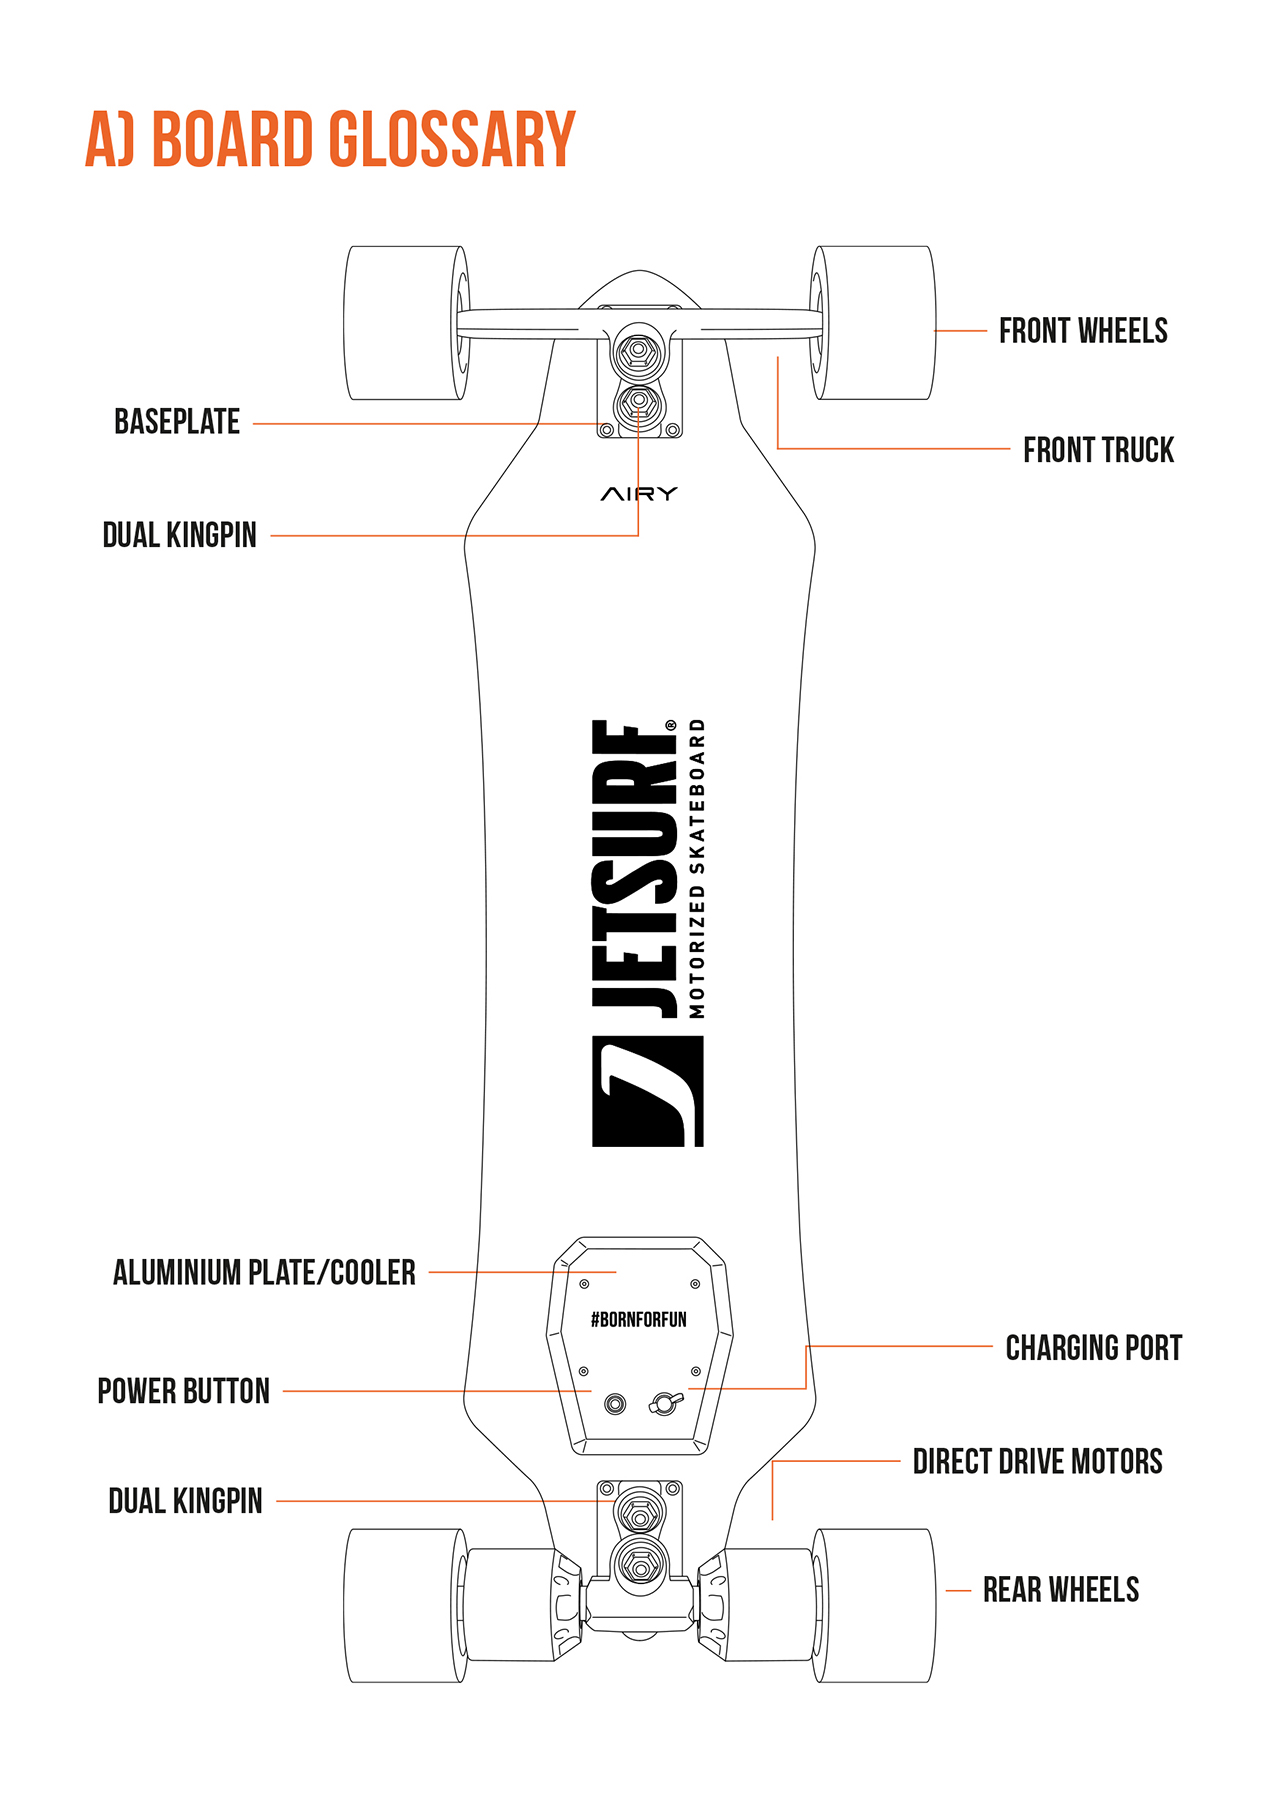 A) BOARD GLOSSARY
FRONT WHEELS
BASEPLATE
FRONT TRUCK
AIRY
DUAL KINGPIN
JETSURF®
MOTORIZED SKATEBOARD
ALUMINIUM PLATE/COOLER
#BORNFORFUN
CHARGING PORT
POWER BUTTON
DIRECT DRIVE MOTORS
DUAL KINGPIN
REAR WHEELS